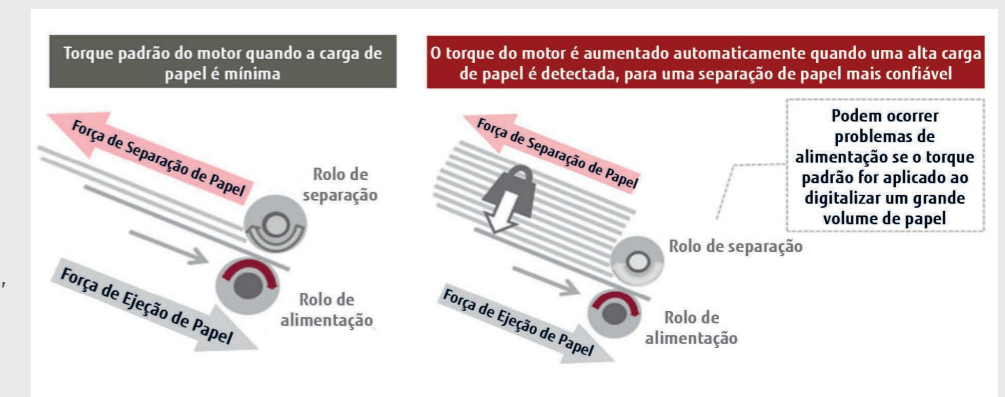 Torque padrão do motor quando a carga de
papel é mínima
O torque do motor é aumentado automaticamente quando uma alta carga
de papel é detectada, para uma separação de papel mais confiável
Força de Separação de Papel
Rolo de
separação
Rolo de
alimentação
Força de Ejeção de Papel
Força de Separação de Papel
Podem ocorrer
problemas de
alimentação se o torque
padrão for aplicado ao
digitalizar um grande
volume de papel
Rolo de separação
Rolo de
alimentação
Força de Ejeção de Papel
,